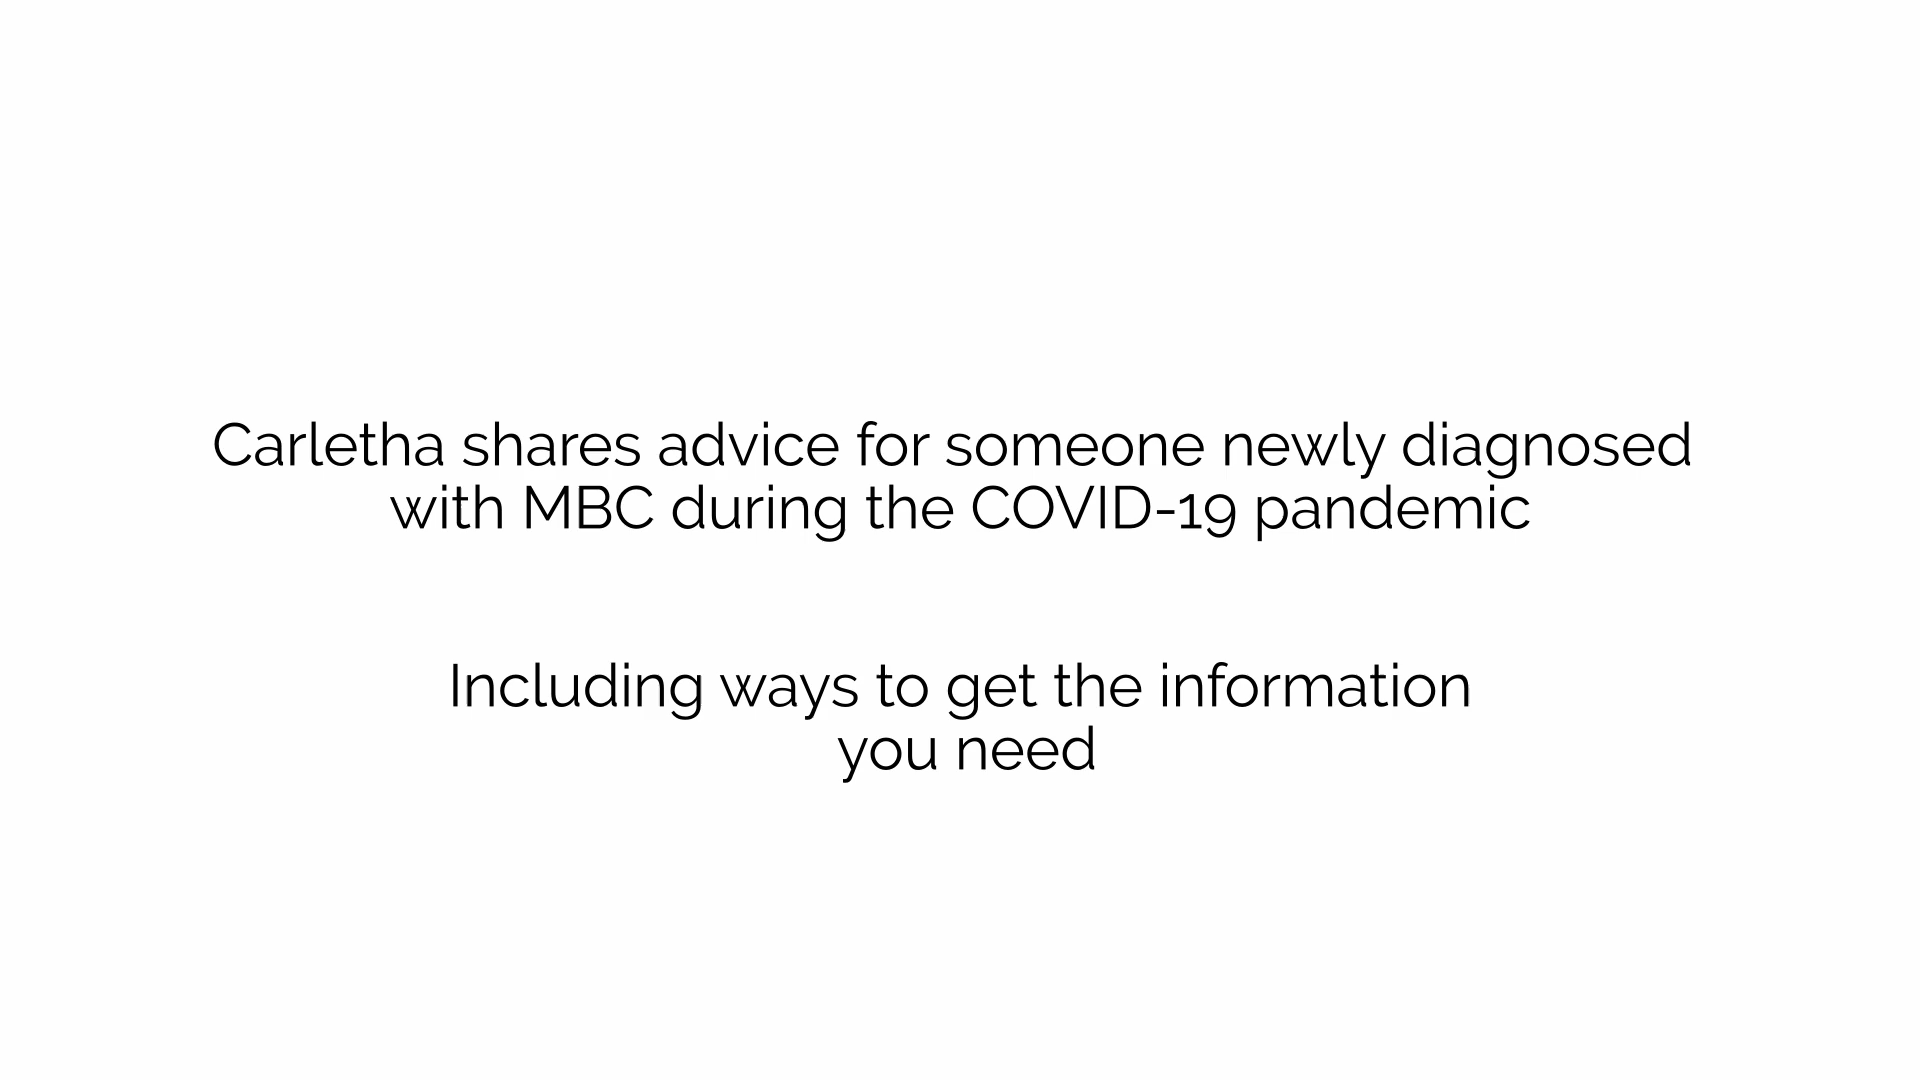 Carletha shares advice for someone newly diagnosed
with MBC during the COVID-19 pandemic
Including ways to get the information
you need